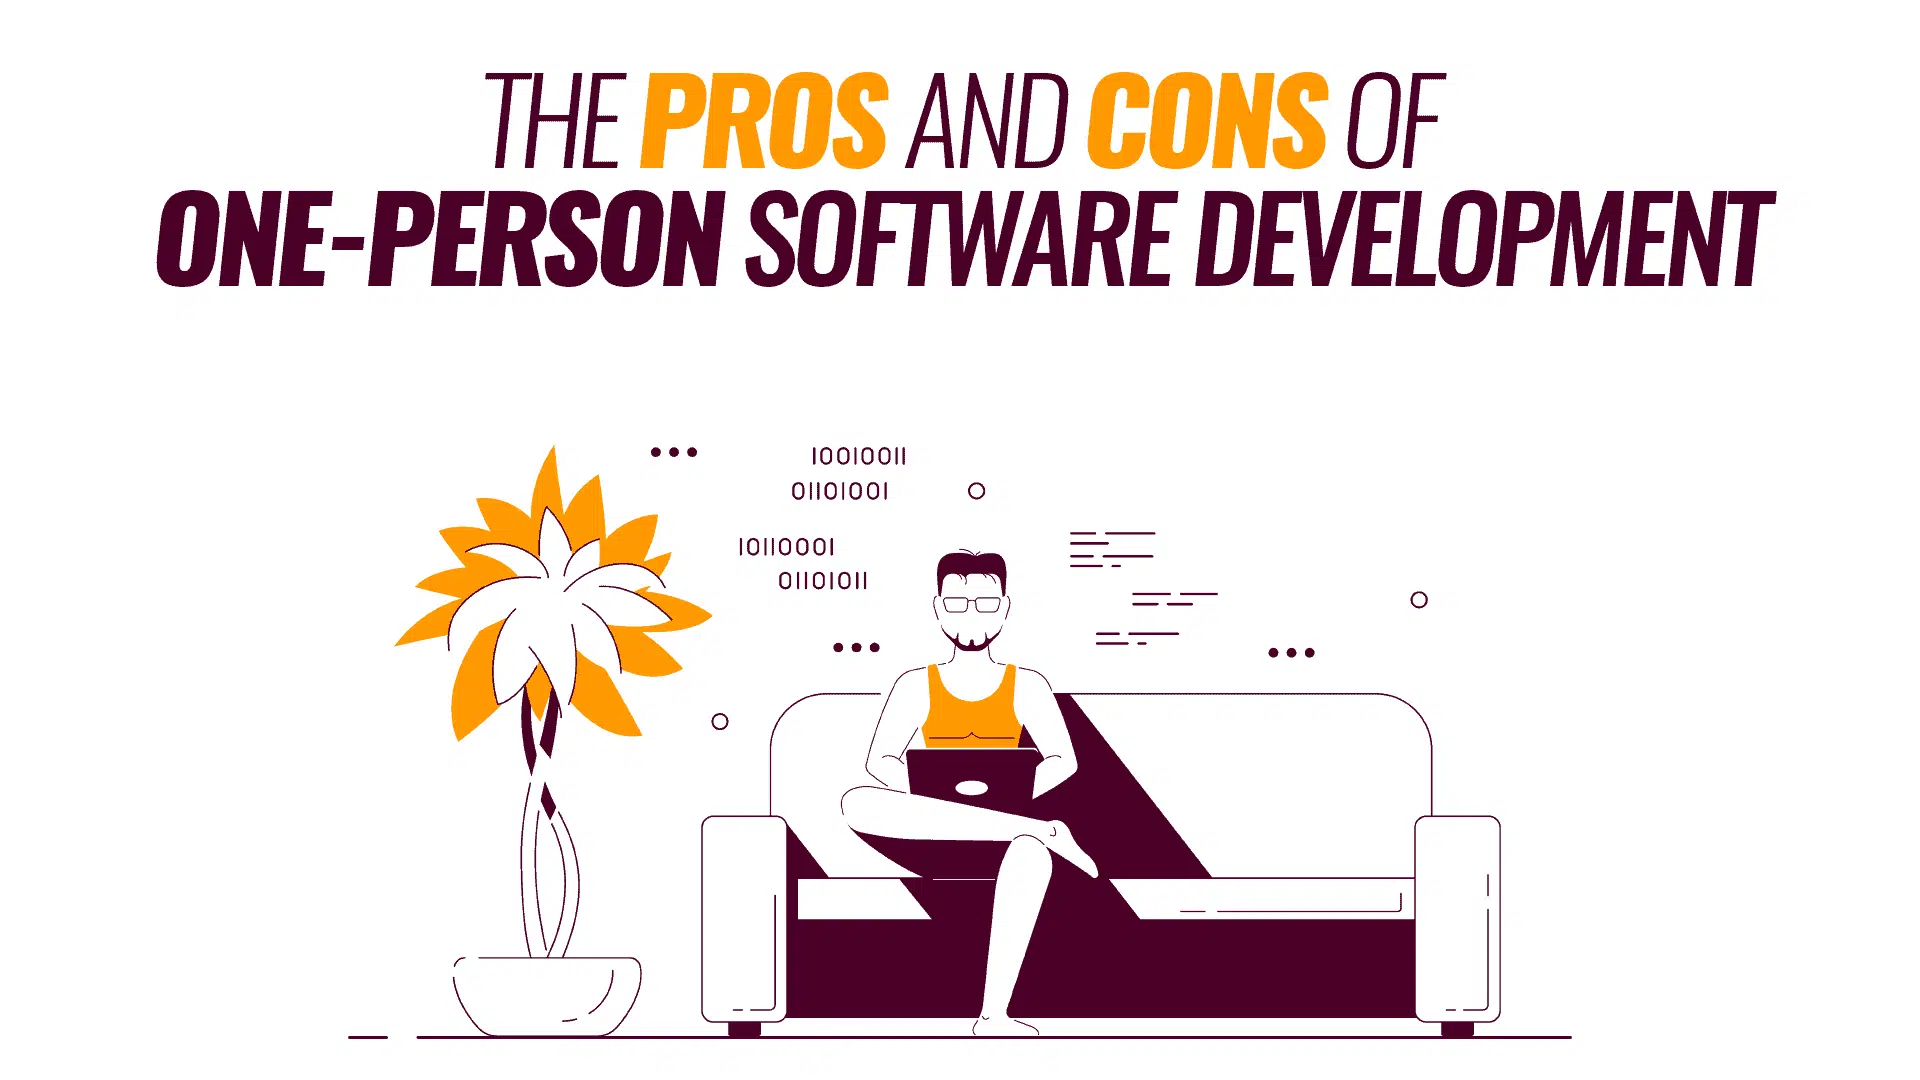 THE PROS AND CONS OF
ONE-PERSON SOFTWARE DEVELOPMENT
10010011
01101001
10110001
01101011